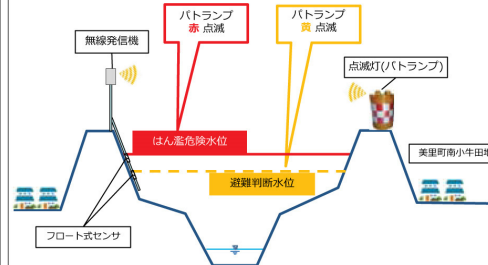 パトランプ
赤 点滅
パトランプ
黄 点滅
無線発信機
点滅灯(パトランプ)
はん濫危険水位
避難判断水位
美里町南小牛田地
フロート式センサ